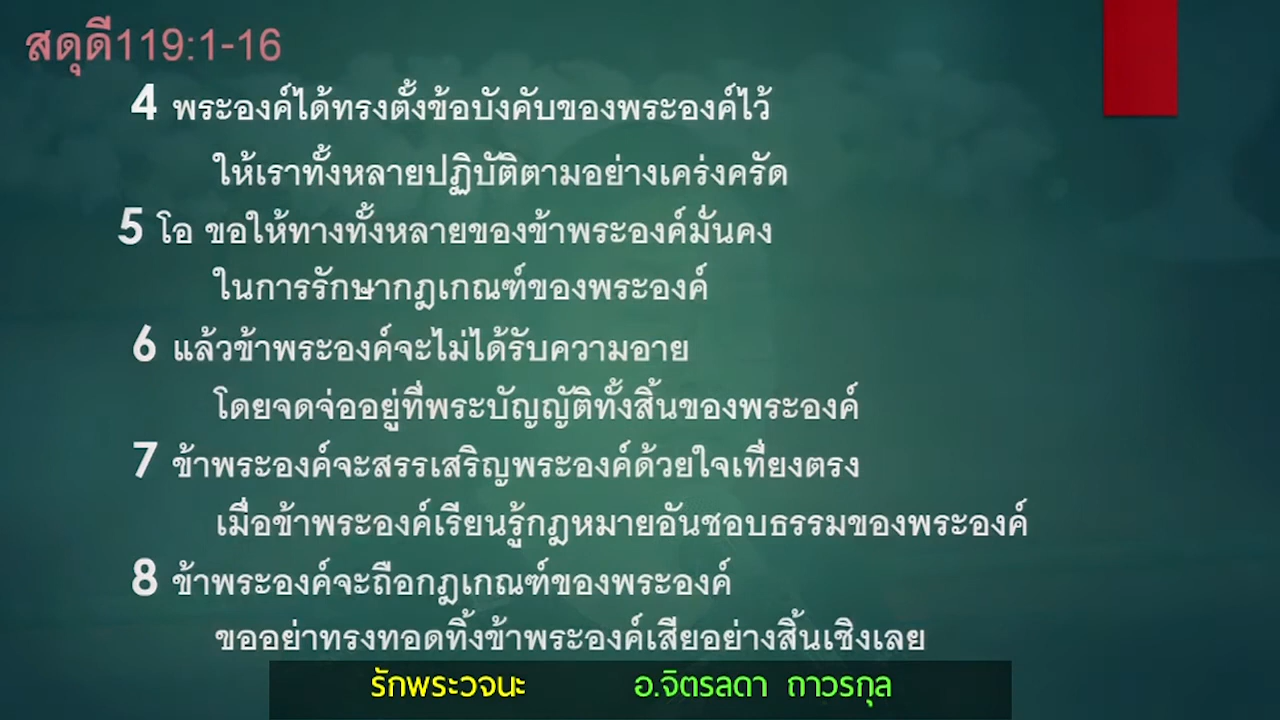 สดุดี119:1-16
4 พระองค์ได้ทรงตั้งข้อบังคับของพระองค์ไว้
ให้เราทั้งหลายปฏิบัติตามอย่างเคร่งครัด
5 โอ ขอให้ทางทั้งหลายของข้าพระองค์มั่นคง
ในการรักษากฎเกณฑ์ของพระองค์
6 แล้วข้าพระองค์จะไม่ได้รับความอาย
โดยจดจ่ออยู่ที่พระบัญญัติทั้งสิ้นของพระองค์
7 ข้าพระองค์จะสรรเสริญพระองค์ด้วยใจเที่ยงตรง
เมื่อข้าพระองค์เรียนรู้กฎหมายอันชอบธรรมของพระองค์
8 ข้าพระองค์จะถือกฎเกณฑ์ของพระองค์
ขออย่าทรงทอดทิ้งข้าพระองค์เสียอย่างสิ้นเชิงเลย
รักพระวจนะ อ.จิตรลดา ถาวรกุล